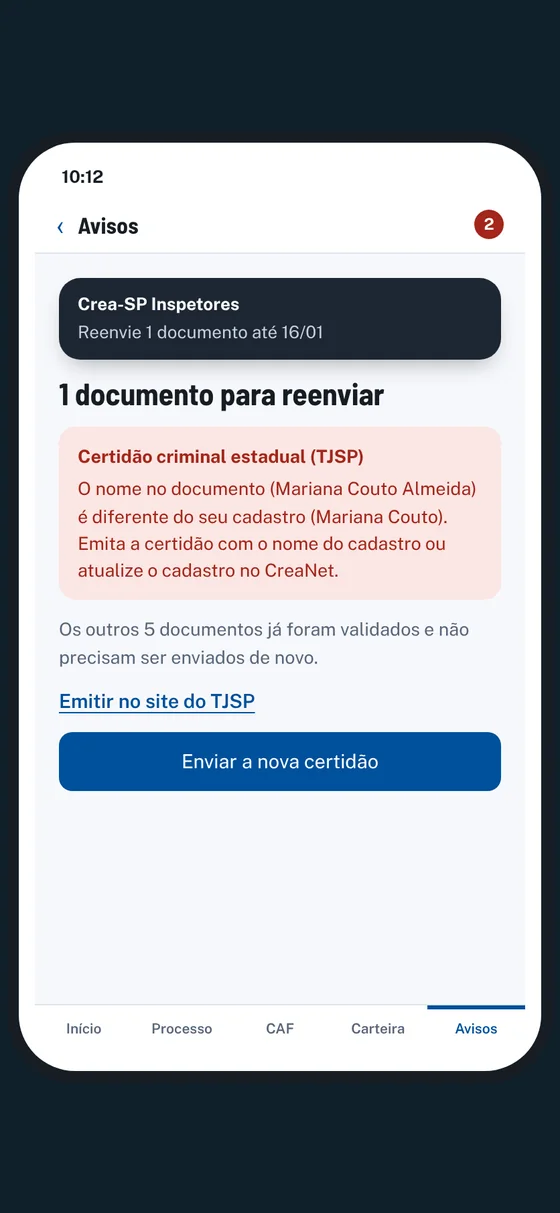 10:12
‹ Avisos
2
Crea-SP Inspetores
Reenvie 1 documento até 16/01
1 documento para reenviar
Certidão criminal estadual (TJSP)
O nome no documento (Mariana Couto Almeida)
é diferente do seu cadastro (Mariana Couto).
Emita a certidão com o nome do cadastro ou
atualize o cadastro no CreaNet.
Os outros 5 documentos já foram validados e não
precisam ser enviados de novo.
Emitir no site do TJSP
Enviar a nova certidão
Início Processo CAF Carteira Avisos